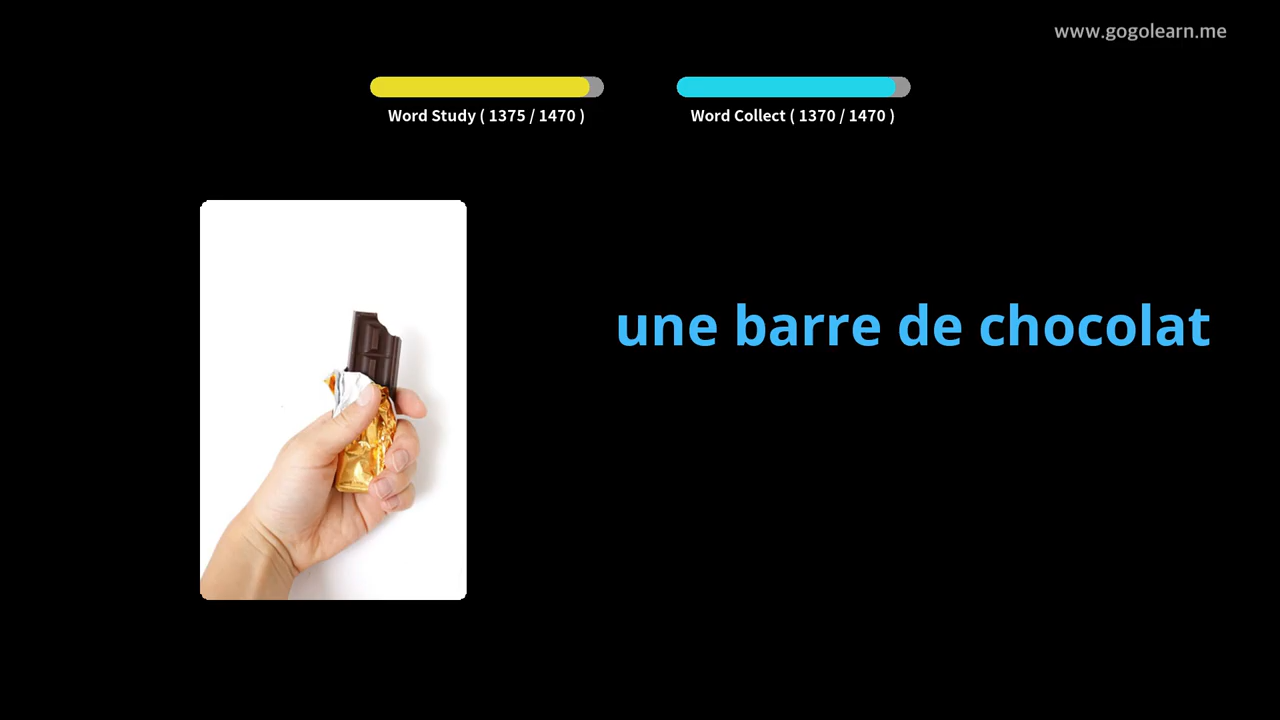 www.gogolearn.me
Word Study ( 1375 / 1470 )
Word Collect ( 1370 / 1470 )
une barre de chocolat